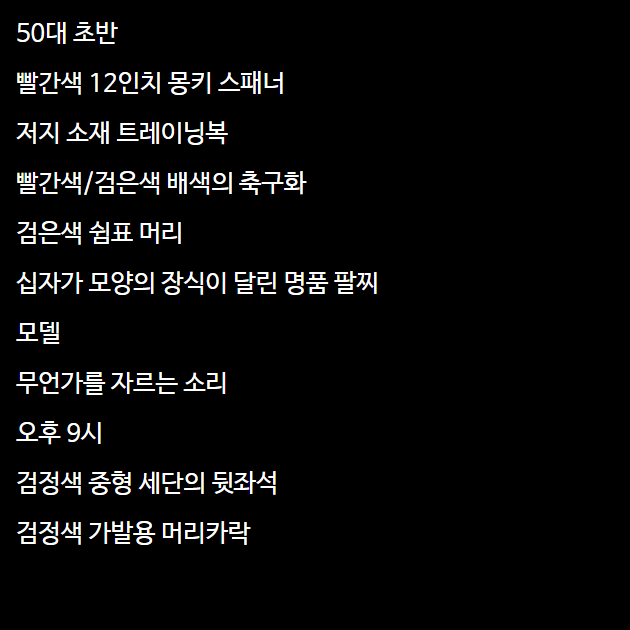 50대 초반
빨간색 12인치 몽키 스패너
저지 소재 트레이닝복
빨간색/검은색 배색의 축구화
검은색 쉼표 머리
십자가 모양의 장식이 달린 명품 팔찌
모델
무언가를 자르는 소리
오후 9시
검정색 중형 세단의 뒷좌석
검정색 가발용 머리카락